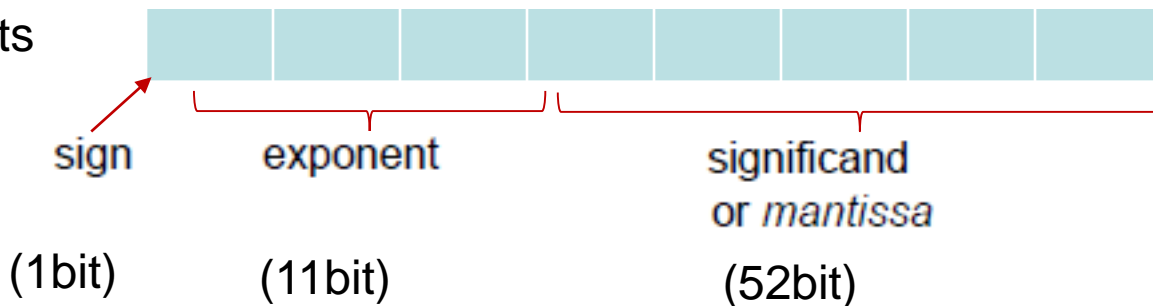 ts
sign
exponent
significand
or mantissa
(1bit)
(11bit)
(52bit)